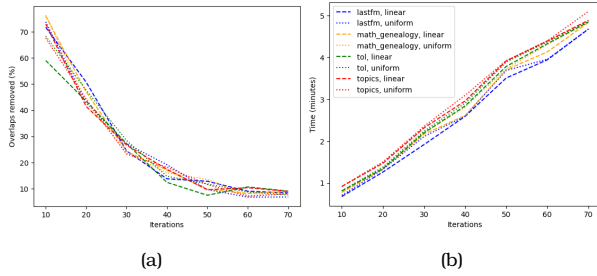 70
60
50
40
30
20
10
Overlaps removed (%)
10 20 30 40 50 60 70
Iterations
(a)
lastfm, linear
lastfm, uniform
math_genealogy, linear
math_genealogy, uniform
tol, linear
tol, uniform
topics, linear
topics, uniform
5
4
3
2
1
Time (minutes)
10 20 30 40 50 60 70
Iterations
(b)